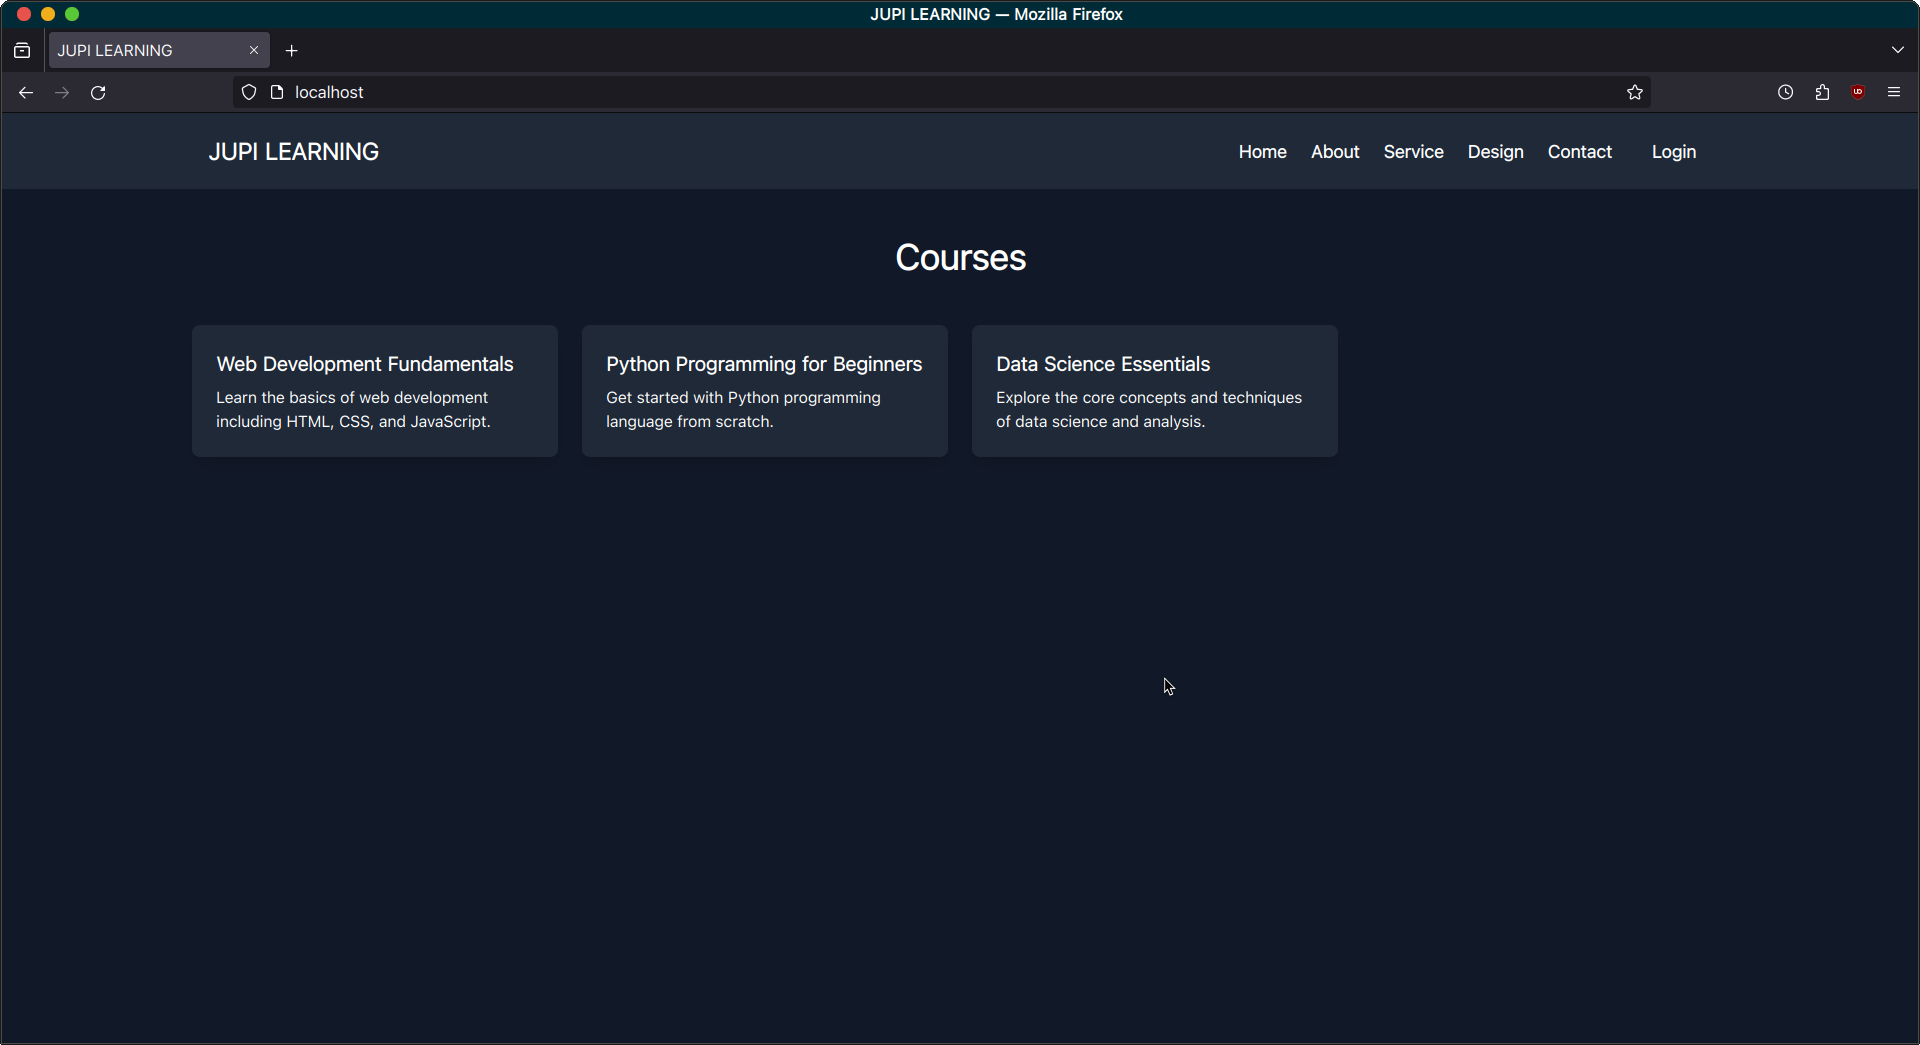 JUPI LEARNING — Mozilla Firefox
JUPI LEARNING
localhost
JUPI LEARNING
Home About Service Design Contact Login
Courses
Web Development Fundamentals
Learn the basics of web development
including HTML, CSS, and JavaScript.
Python Programming for Beginners
Get started with Python programming
language from scratch.
Data Science Essentials
Explore the core concepts and techniques
of data science and analysis.